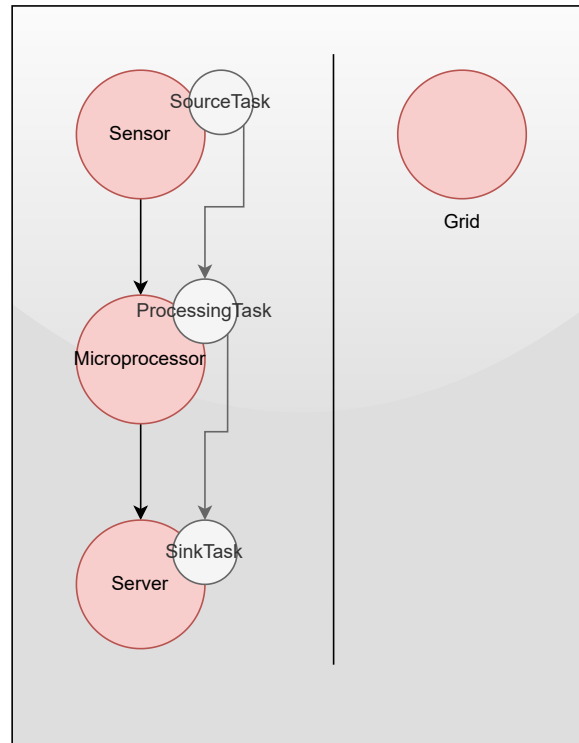 SourceTask
Sensor
Grid
ProcessingTask
Microprocessor
SinkTask
Server